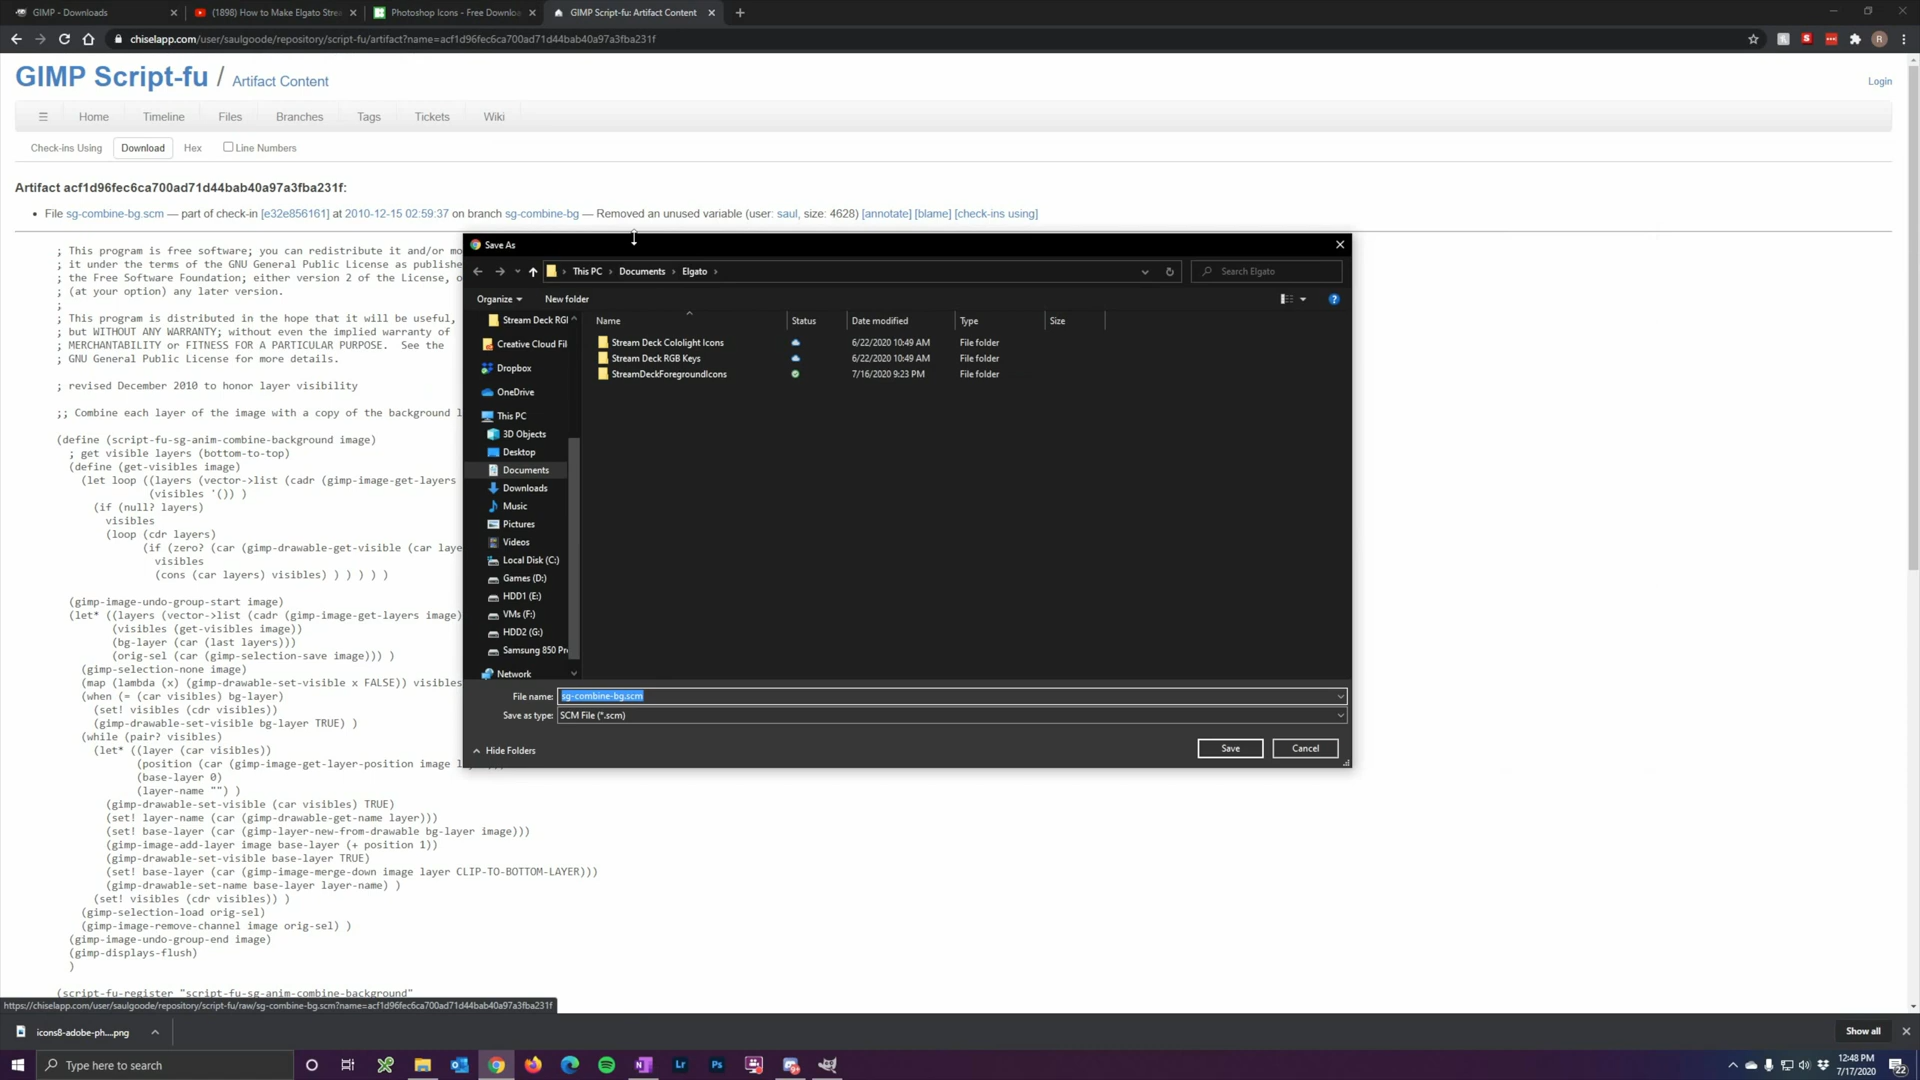 GIMP - Downloads
(1898) How to Make Elgato Stre
Photoshop Icons - Free Downloa
GIMP Script-fu: Artifact Content
chiselapp.com/user/saulgoode/repository/script-fu/artifact?name=acf1d96fec6ca700ad71d44bab40a97a3fba231f
GIMP Script-fu / Artifact Content
Login
Home Timeline Files Branches Tags Tickets Wiki
Check-ins Using Download Hex Line Numbers
Artifact acf1d96fec6ca700ad71d44bab40a97a3fba231f:
• File sg-combine-bg.scm — part of check-in [e32e856161] at 2010-12-15 02:59:37 on branch sg-combine-bg — Removed an unused variable (user: saul, size: 4628) [annotate] [blame] [check-ins using]
; This program is free software; you can redistribute it and/or mo
; it under the terms of the GNU General Public License as publishe
; the Free Software Foundation; either version 2 of the License, o
; (at your option) any later version.
;
; This program is distributed in the hope that it will be useful,
; but WITHOUT ANY WARRANTY; without even the implied warranty of
; MERCHANTABILITY or FITNESS FOR A PARTICULAR PURPOSE. See the
; GNU General Public License for more details.
; revised December 2010 to honor layer visibility
;; Combine each layer of the image with a copy of the background l
(define (script-fu-sg-anim-combine-background image)
; get visible layers (bottom-to-top)
(define (get-visibles image)
(let loop ((layers (vector->list (cadr (gimp-image-get-layers
(visibles '()) )
(if (null? layers)
visibles
(loop (cdr layers)
(if (zero? (car (gimp-drawable-get-visible (car laye
visibles
(cons (car layers) visibles) ) ) ) ) )
(gimp-image-undo-group-start image)
(let* ((layers (vector->list (cadr (gimp-image-get-layers image)
(visibles (get-visibles image))
(bg-layer (car (last layers)))
(orig-sel (car (gimp-selection-save image))) )
(gimp-selection-none image)
(map (lambda (x) (gimp-drawable-set-visible x FALSE)) visibles
(when (= (car visibles) bg-layer)
(set! visibles (cdr visibles))
(gimp-drawable-set-visible bg-layer TRUE) )
(while (pair? visibles)
(let* ((layer (car visibles))
(position (car (gimp-image-get-layer-position image l
(base-layer 0)
(layer-name "") )
(gimp-drawable-set-visible (car visibles) TRUE)
(set! layer-name (car (gimp-drawable-get-name layer)))
(set! base-layer (car (gimp-layer-new-from-drawable bg-layer image)))
(gimp-image-add-layer image base-layer (+ position 1))
(gimp-drawable-set-visible base-layer TRUE)
(set! base-layer (car (gimp-image-merge-down image layer CLIP-TO-BOTTOM-LAYER)))
(gimp-drawable-set-name base-layer layer-name) )
(set! visibles (cdr visibles)) )
(gimp-selection-load orig-sel)
(gimp-image-remove-channel image orig-sel) )
(gimp-image-undo-group-end image)
(gimp-displays-flush)
)
(script-fu-register "script-fu-sg-anim-combine-background"
https://chiselapp.com/user/saulgoode/repository/script-fu/raw/sg-combine-bg.scm?name=acf1d96fec6ca700ad71d44bab40a97a3fba231f
Save As
This PC › Documents › Elgato ›
Search Elgato
Organize New folder
Name Status Date modified Type Size
Stream Deck Cololight Icons 6/22/2020 10:49 AM File folder
Stream Deck RGB Keys 6/22/2020 10:49 AM File folder
StreamDeckForegroundIcons 7/16/2020 9:23 PM File folder
Stream Deck RGI
Creative Cloud Fil
Dropbox
OneDrive
This PC
3D Objects
Desktop
Documents
Downloads
Music
Pictures
Videos
Local Disk (C:)
Games (D:)
HDD1 (E:)
VMs (F:)
HDD2 (G:)
Samsung 850 Pr
Network
File name: sg-combine-bg.scm
Save as type: SCM File (*.scm)
Hide Folders
Save Cancel
icons8-adobe-ph....png
Show all
Type here to search
Lr
Ps
12:48 PM
7/17/2020
22